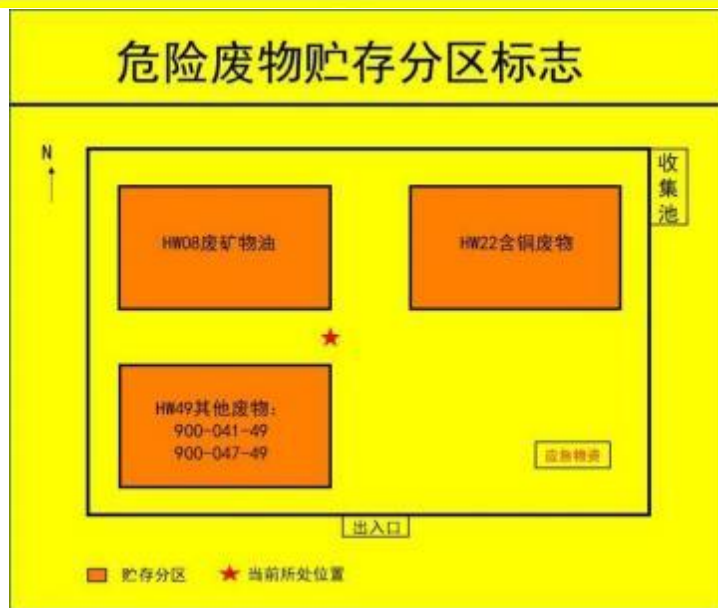 危险废物贮存分区标志
N
收集池
HW08废矿物油
HW22含铜废物
HW49其他废物：
900-041-49
900-047-49
应急物资
出入口
贮存分区
当前所处位置